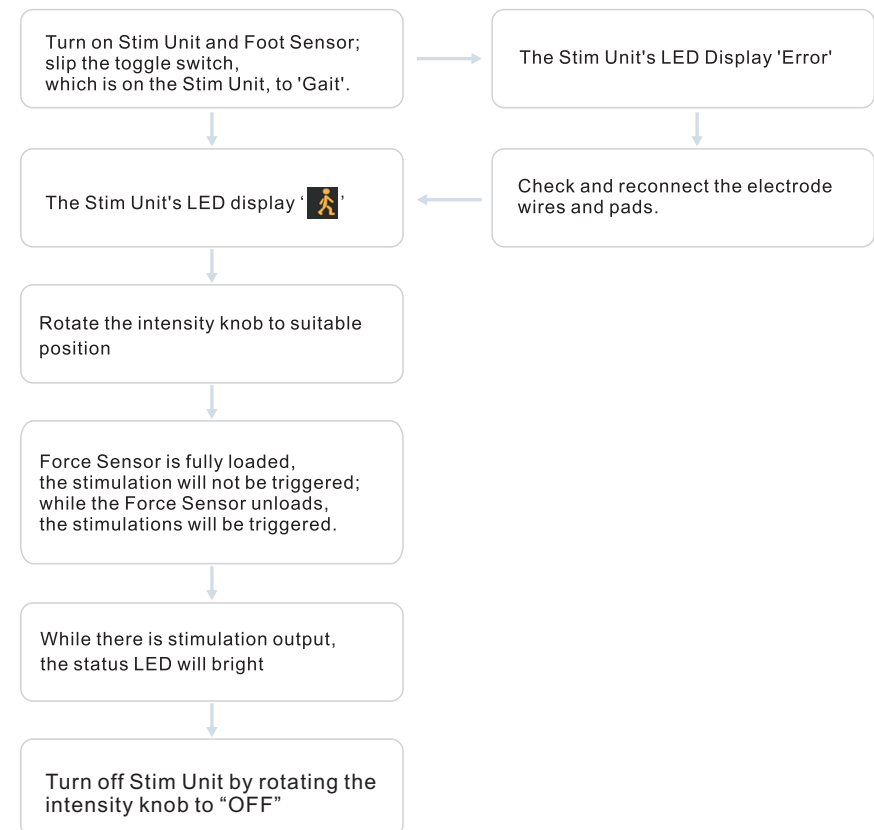 Turn on Stim Unit and Foot Sensor;
slip the toggle switch,
which is on the Stim Unit, to 'Gait'.
The Stim Unit's LED Display 'Error'
Check and reconnect the electrode
wires and pads.
The Stim Unit's LED display ‘ ’
Rotate the intensity knob to suitable
position
Force Sensor is fully loaded,
the stimulation will not be triggered;
while the Force Sensor unloads,
the stimulations will be triggered.
While there is stimulation output,
the status LED will bright
Turn off Stim Unit by rotating the
intensity knob to “OFF”